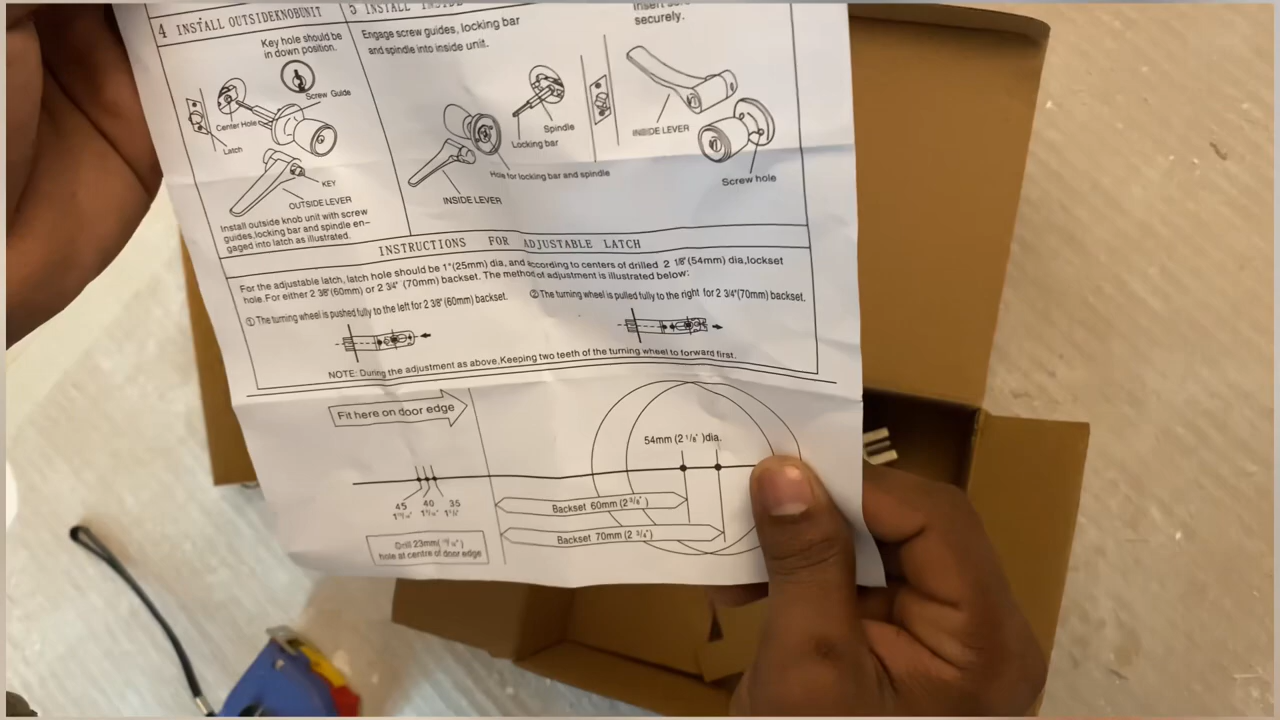 4 INSTALL OUTSIDEKNOBUNIT
Key hole should be
in down position.
Screw Guide
Center Hole
Latch
KEY
OUTSIDE LEVER
Install outside knob unit with screw
guides,locking bar and spindle en-
gaged into latch as illustrated.
5 INSTALL INSIDE
Engage screw guides, locking bar
and spindle into inside unit.
Spindle
Locking bar
Hole for locking bar and spindle
INSIDE LEVER
securely.
INSIDE LEVER
Screw hole
INSTRUCTIONS FOR ADJUSTABLE LATCH
For the adjustable latch, latch hole should be 1"(25mm) dia, and according to centers of drilled 2 1/8"(54mm) dia,lockset
hole.For either 2 3/8"(60mm) or 2 3/4" (70mm) backset. The method of adjustment is illustrated below:
① The turning wheel is pushed fully to the left for 2 3/8" (60mm) backset.
② The turning wheel is pulled fully to the right for 2 3/4"(70mm) backset.
NOTE: During the adjustment as above,Keeping two teeth of the turning wheel to forward first.
Fit here on door edge
54mm (2 1/8" )dia.
45 40 35
Backset 60mm (2 3/8" )
Backset 70mm (2 3/4" )
Drill 23mm(
hole at centre of door edge